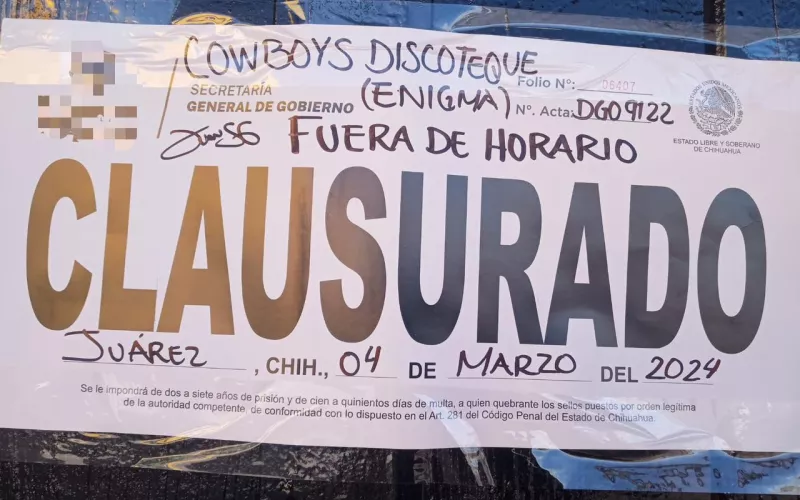 COWBOYS DISCOTEQUE
SECRETARÍA
GENERAL DE GOBIERNO
(ENIGMA)
Folio N°: 06407
N°. Acta: DGO9122
FUERA DE HORARIO
ESTADO LIBRE Y SOBERANO
DE CHIHUAHUA
CLAUSURADO
JUÁREZ, CHIH., 04 DE MARZO DEL 2024
Se le impondrá de dos a siete años de prisión y de cien a quinientos días de multa, a quien quebrante los sellos puestos por orden legítima
de la autoridad competente, de conformidad con lo dispuesto en el Art. 281 del Código Penal del Estado de Chihuahua.